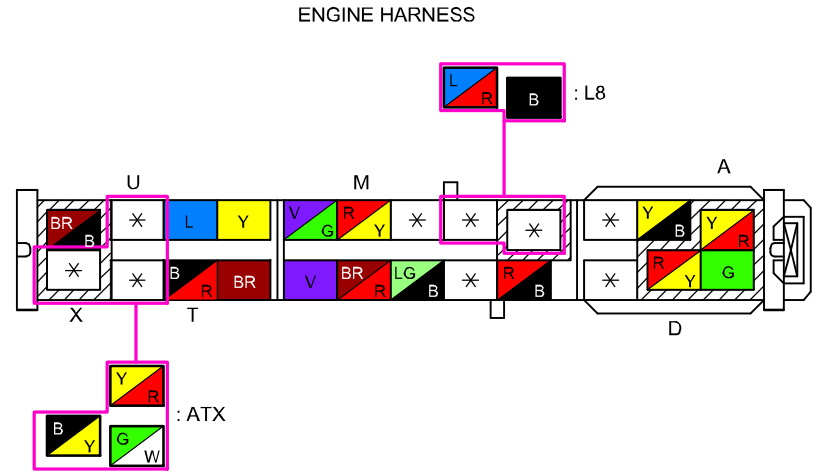 ENGINE HARNESS
L R B : L8
U M A
BR B * L Y V G R Y * * * * Y B Y R
* * B R BR V BR R LG B * R B * R Y G
X T D
Y R
: ATX
B Y G W